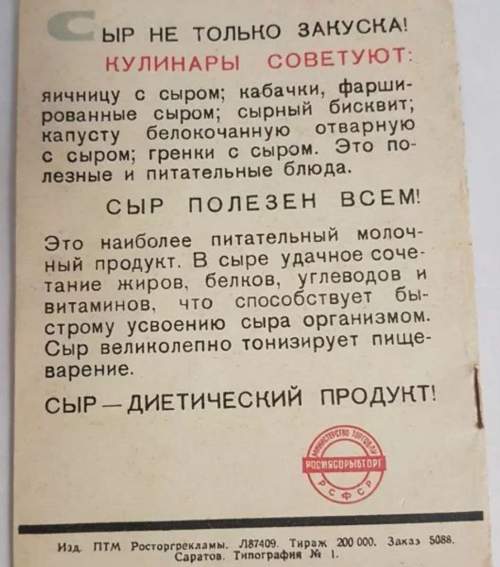 СЫР НЕ ТОЛЬКО ЗАКУСКА!
КУЛИНАРЫ СОВЕТУЮТ:
яичницу с сыром; кабачки, фарши-
рованные сыром; сырный бисквит;
капусту белокочанную отварную
с сыром; гренки с сыром. Это по-
лезные и питательные блюда.
СЫР ПОЛЕЗЕН ВСЕМ!
Это наиболее питательный молоч-
ный продукт. В сыре удачное соче-
тание жиров, белков, углеводов и
витаминов, что способствует бы-
строму усвоению сыра организмом.
Сыр великолепно тонизирует пище-
варение.
СЫР — ДИЕТИЧЕСКИЙ ПРОДУКТ!
МИНИСТЕРСТВО ТОРГОВЛИ
РОСМЯСОРЫБТОРГ
РСФСР
Изд. ПТМ Росторгрекламы. Л87409. Тираж 200 000. Заказ 5088.
Саратов. Типография № 1.